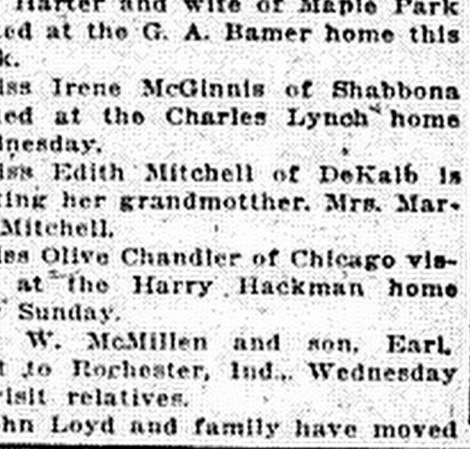 Harter and wife of Maple Park
ed at the G. A. Bamer home this
k.
iss Irene McGinnis of Shabbona
ed at the Charles Lynch home
nesday.
iss Edith Mitchell of DeKalb is
ting her grandmotther. Mrs. Mar-
Mitchell.
iss Olive Chandler of Chicago vis-
at the Harry Hackman home
Sunday.
W. McMillen and son, Earl,
t to Rochester, Ind., Wednesday
visit relatives.
hn Loyd and family have moved